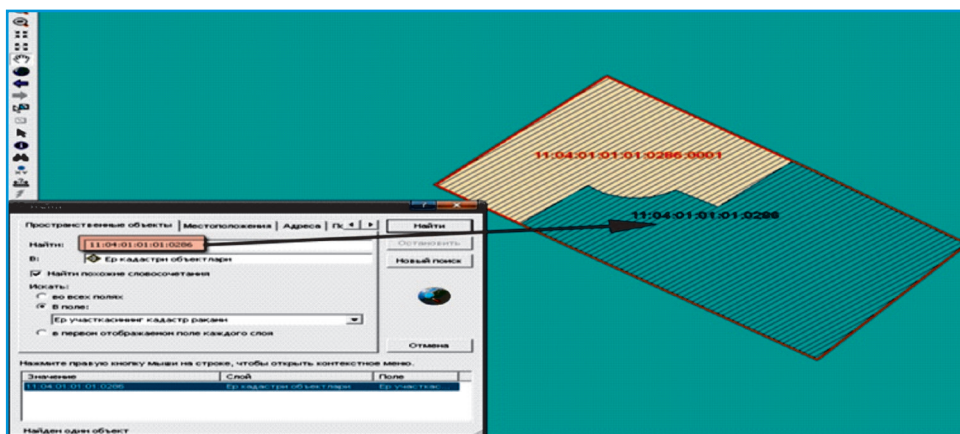 11:04:01:01:01:0286:0001
11:04:01:01:01:0286
Пространственные объекты
Местоположения
Адреса
Найти
Найти:
11:04:01:01:01:0286
Остановить
В:
Ер кадастри объектлари
Новый поиск
Найти похожие словосочетания
Искать:
во всех полях
В поле:
Ер участкасининг кадастр раками
в первом отображаемом поле каждого слоя
Отмена
Нажмите правую кнопку мыши на строке, чтобы открыть контекстное меню.
Значение Слой Поле
11:04:01:01:01:0286 Ер кадастри объектлари Ер участкас...
Найден один объект